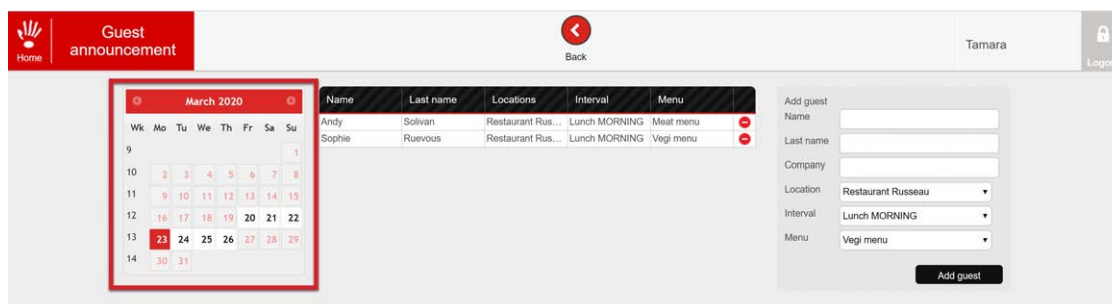 Home
Guest
announcement
Back
Tamara
Logou
March 2020
Wk Mo Tu We Th Fr Sa Su
9 1
10 2 3 4 5 6 7 8
11 9 10 11 12 13 14 15
12 16 17 18 19 20 21 22
13 23 24 25 26 27 28 29
14 30 31
Name Last name Locations Interval Menu
Andy Solivan Restaurant Rus... Lunch MORNING Meat menu
Sophie Ruevous Restaurant Rus... Lunch MORNING Vegi menu
Add guest
Name
Last name
Company
Location Restaurant Russeau
Interval Lunch MORNING
Menu Vegi menu
Add guest